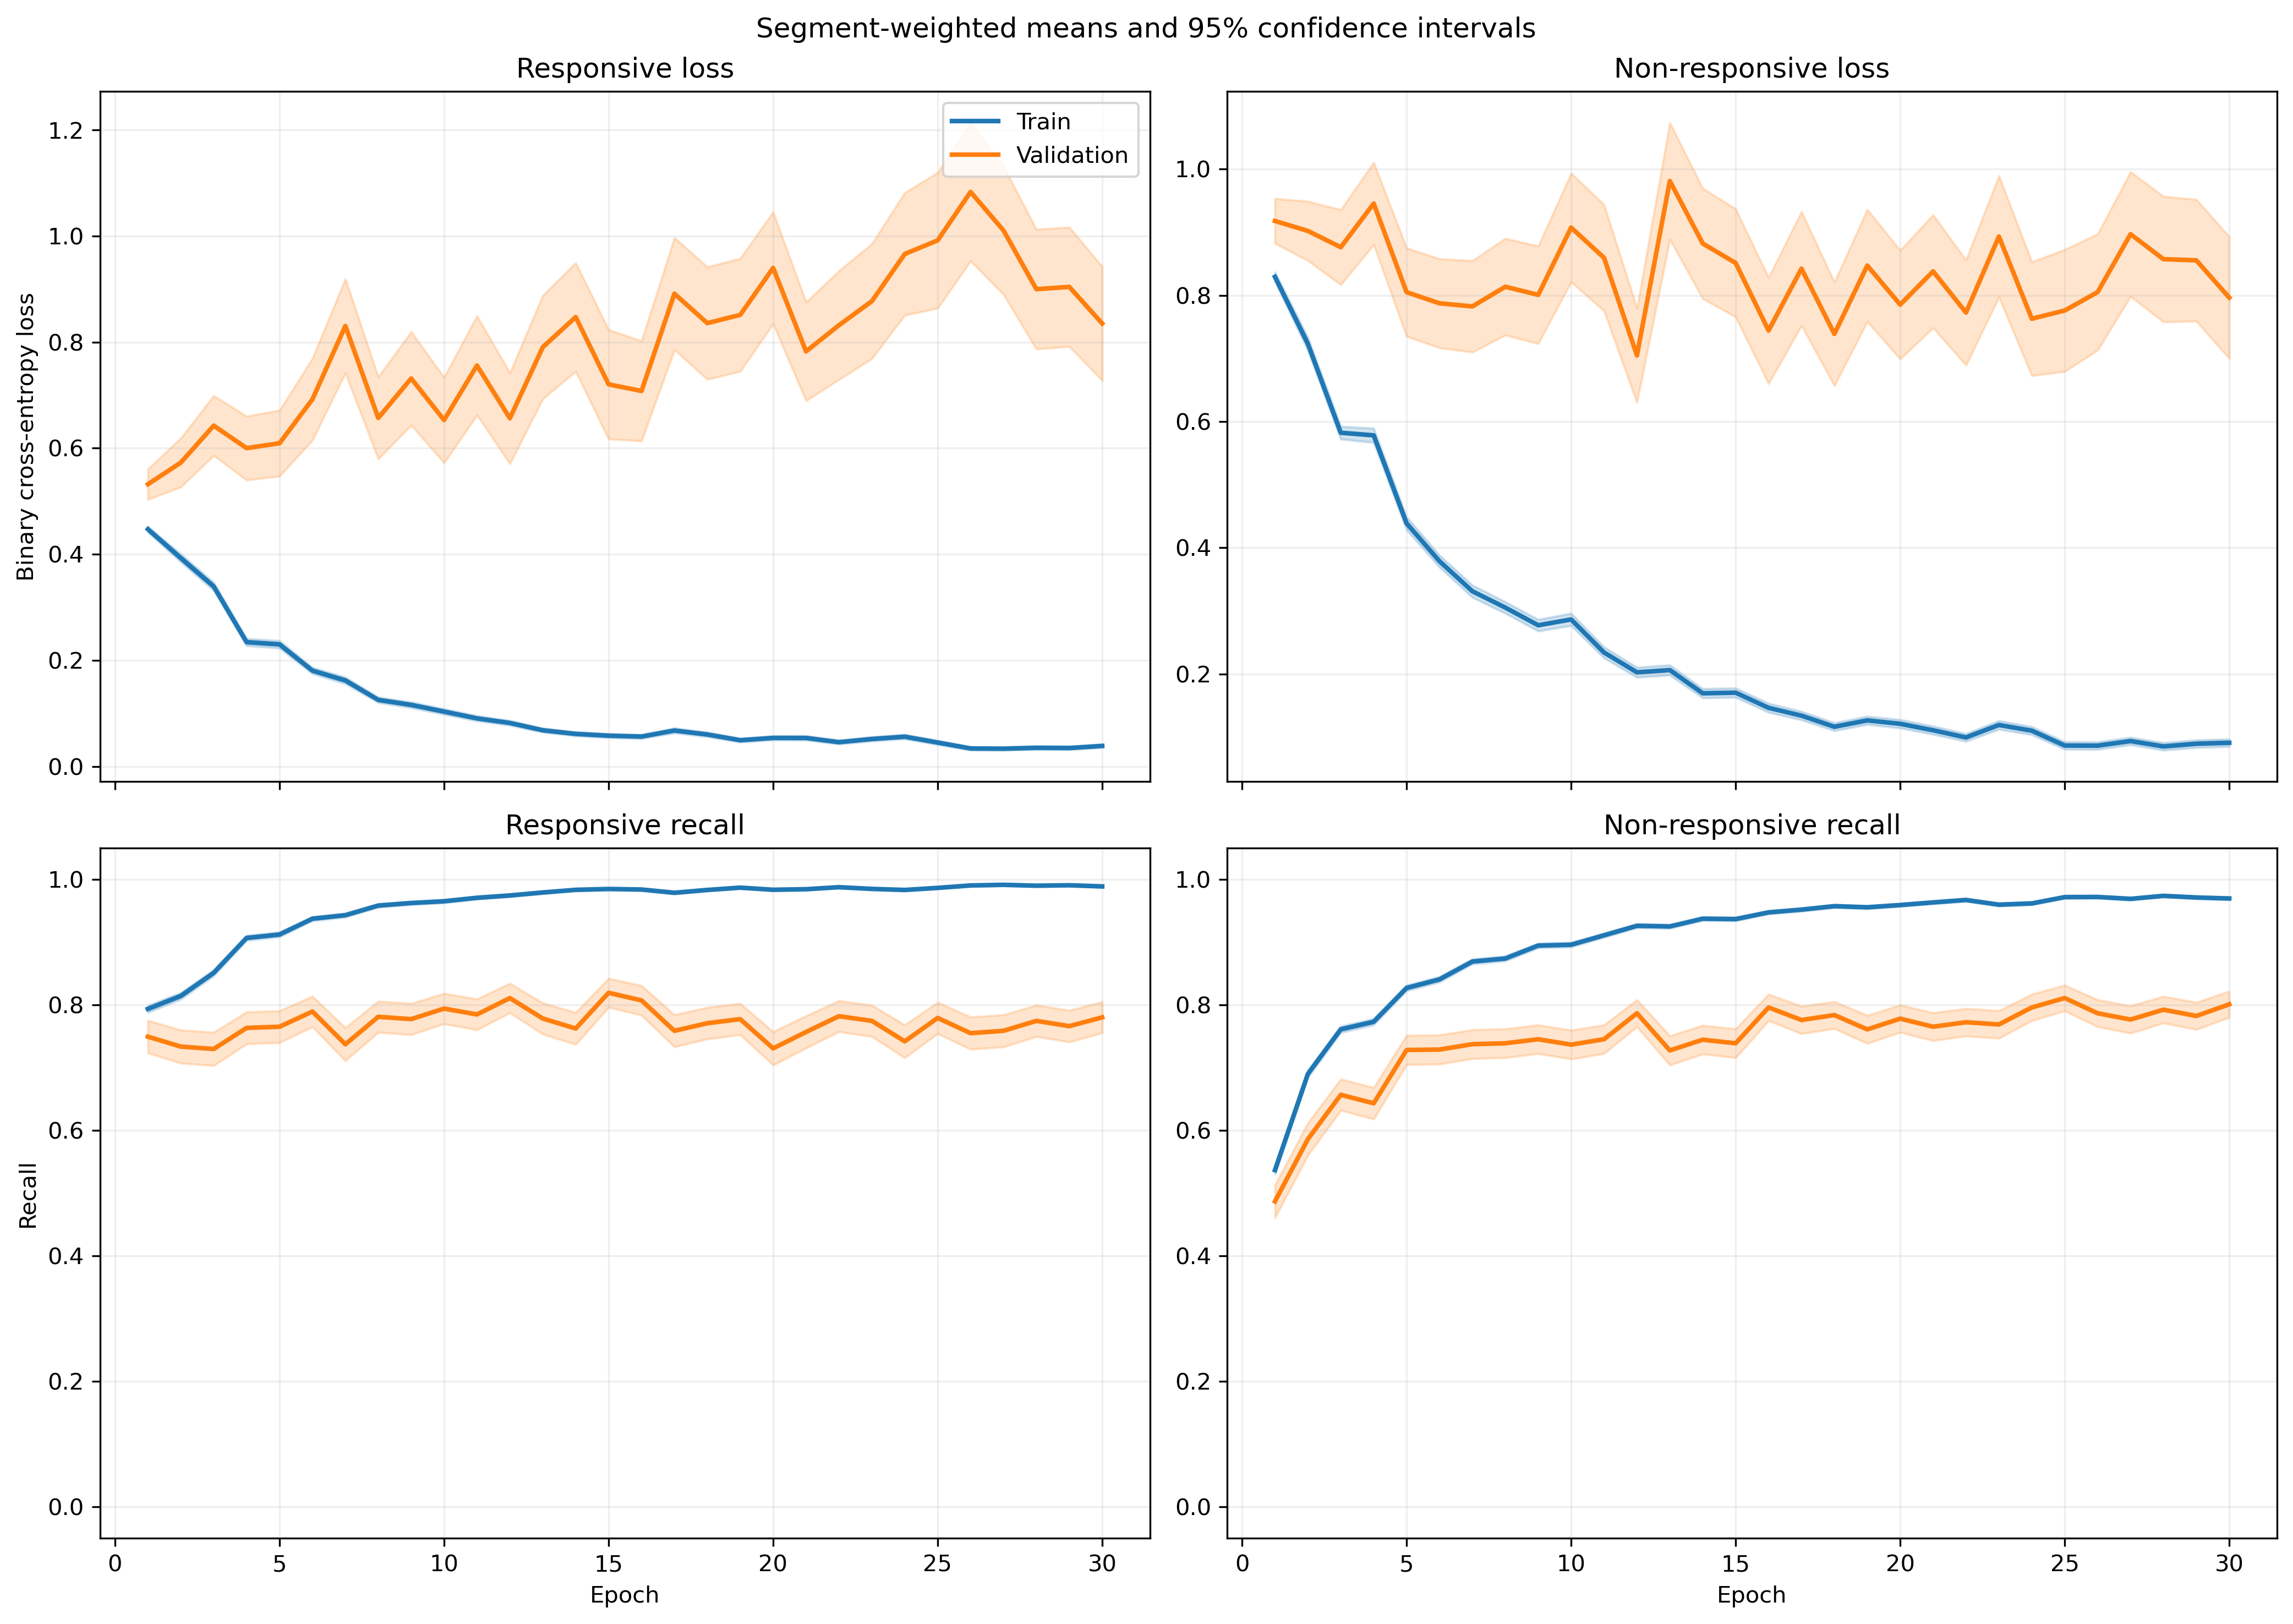 Segment-weighted means and 95% confidence intervals
Responsive loss
Non-responsive loss
Train
Validation
Binary cross-entropy loss
1.2
1.0
0.8
0.6
0.4
0.2
0.0
1.0
0.8
0.6
0.4
0.2
Responsive recall
Non-responsive recall
Recall
1.0
0.8
0.6
0.4
0.2
0.0
0 5 10 15 20 25 30
Epoch
1.0
0.8
0.6
0.4
0.2
0.0
0 5 10 15 20 25 30
Epoch